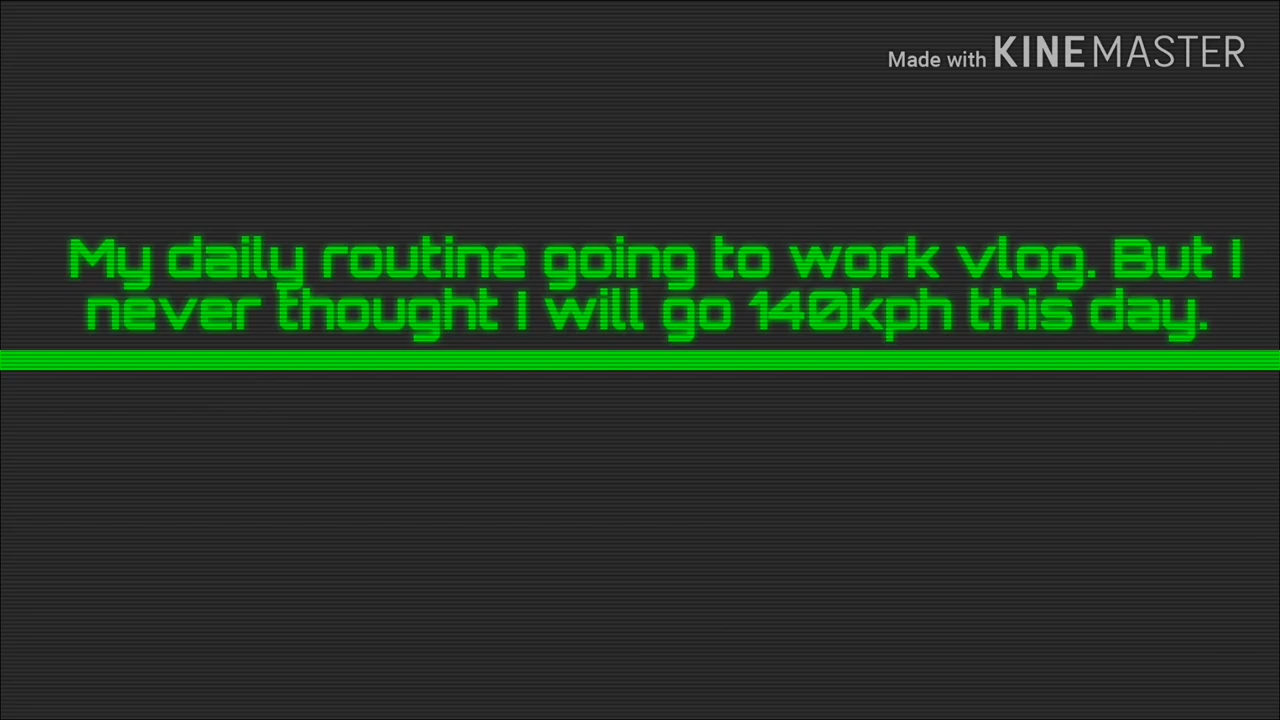 Made with KINEMASTER
My daily routine going to work vlog. But I
never thought I will go 140kph this day.